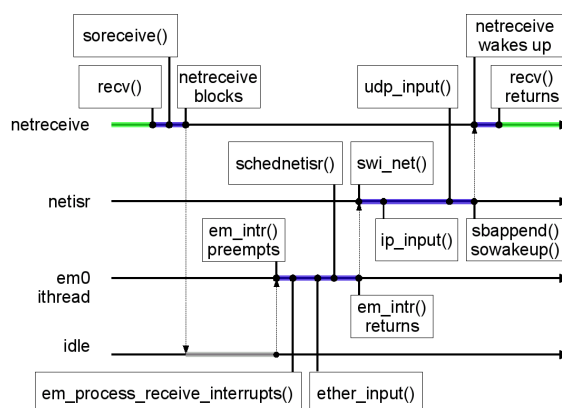 soreceive()
netreceive
wakes up
recv()
netreceive
blocks
udp_input()
recv()
returns
netreceive
schednetisr()
swi_net()
netisr
em_intr()
preempts
ip_input()
sbappend()
sowakeup()
em0
ithread
em_intr()
returns
idle
em_process_receive_interrupts()
ether_input()